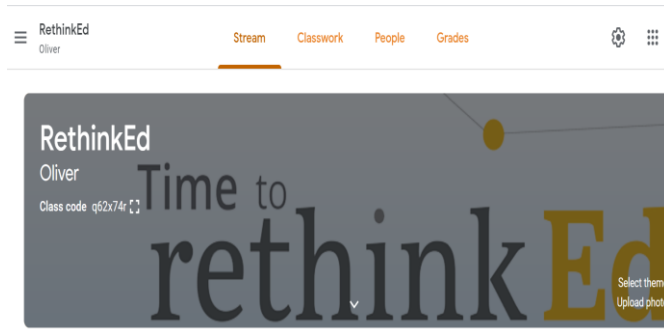 RethinkEd
Oliver
Stream Classwork People Grades
RethinkEd
Oliver
Class code q62x74r
Time to
rethinkEd
Select theme
Upload photo